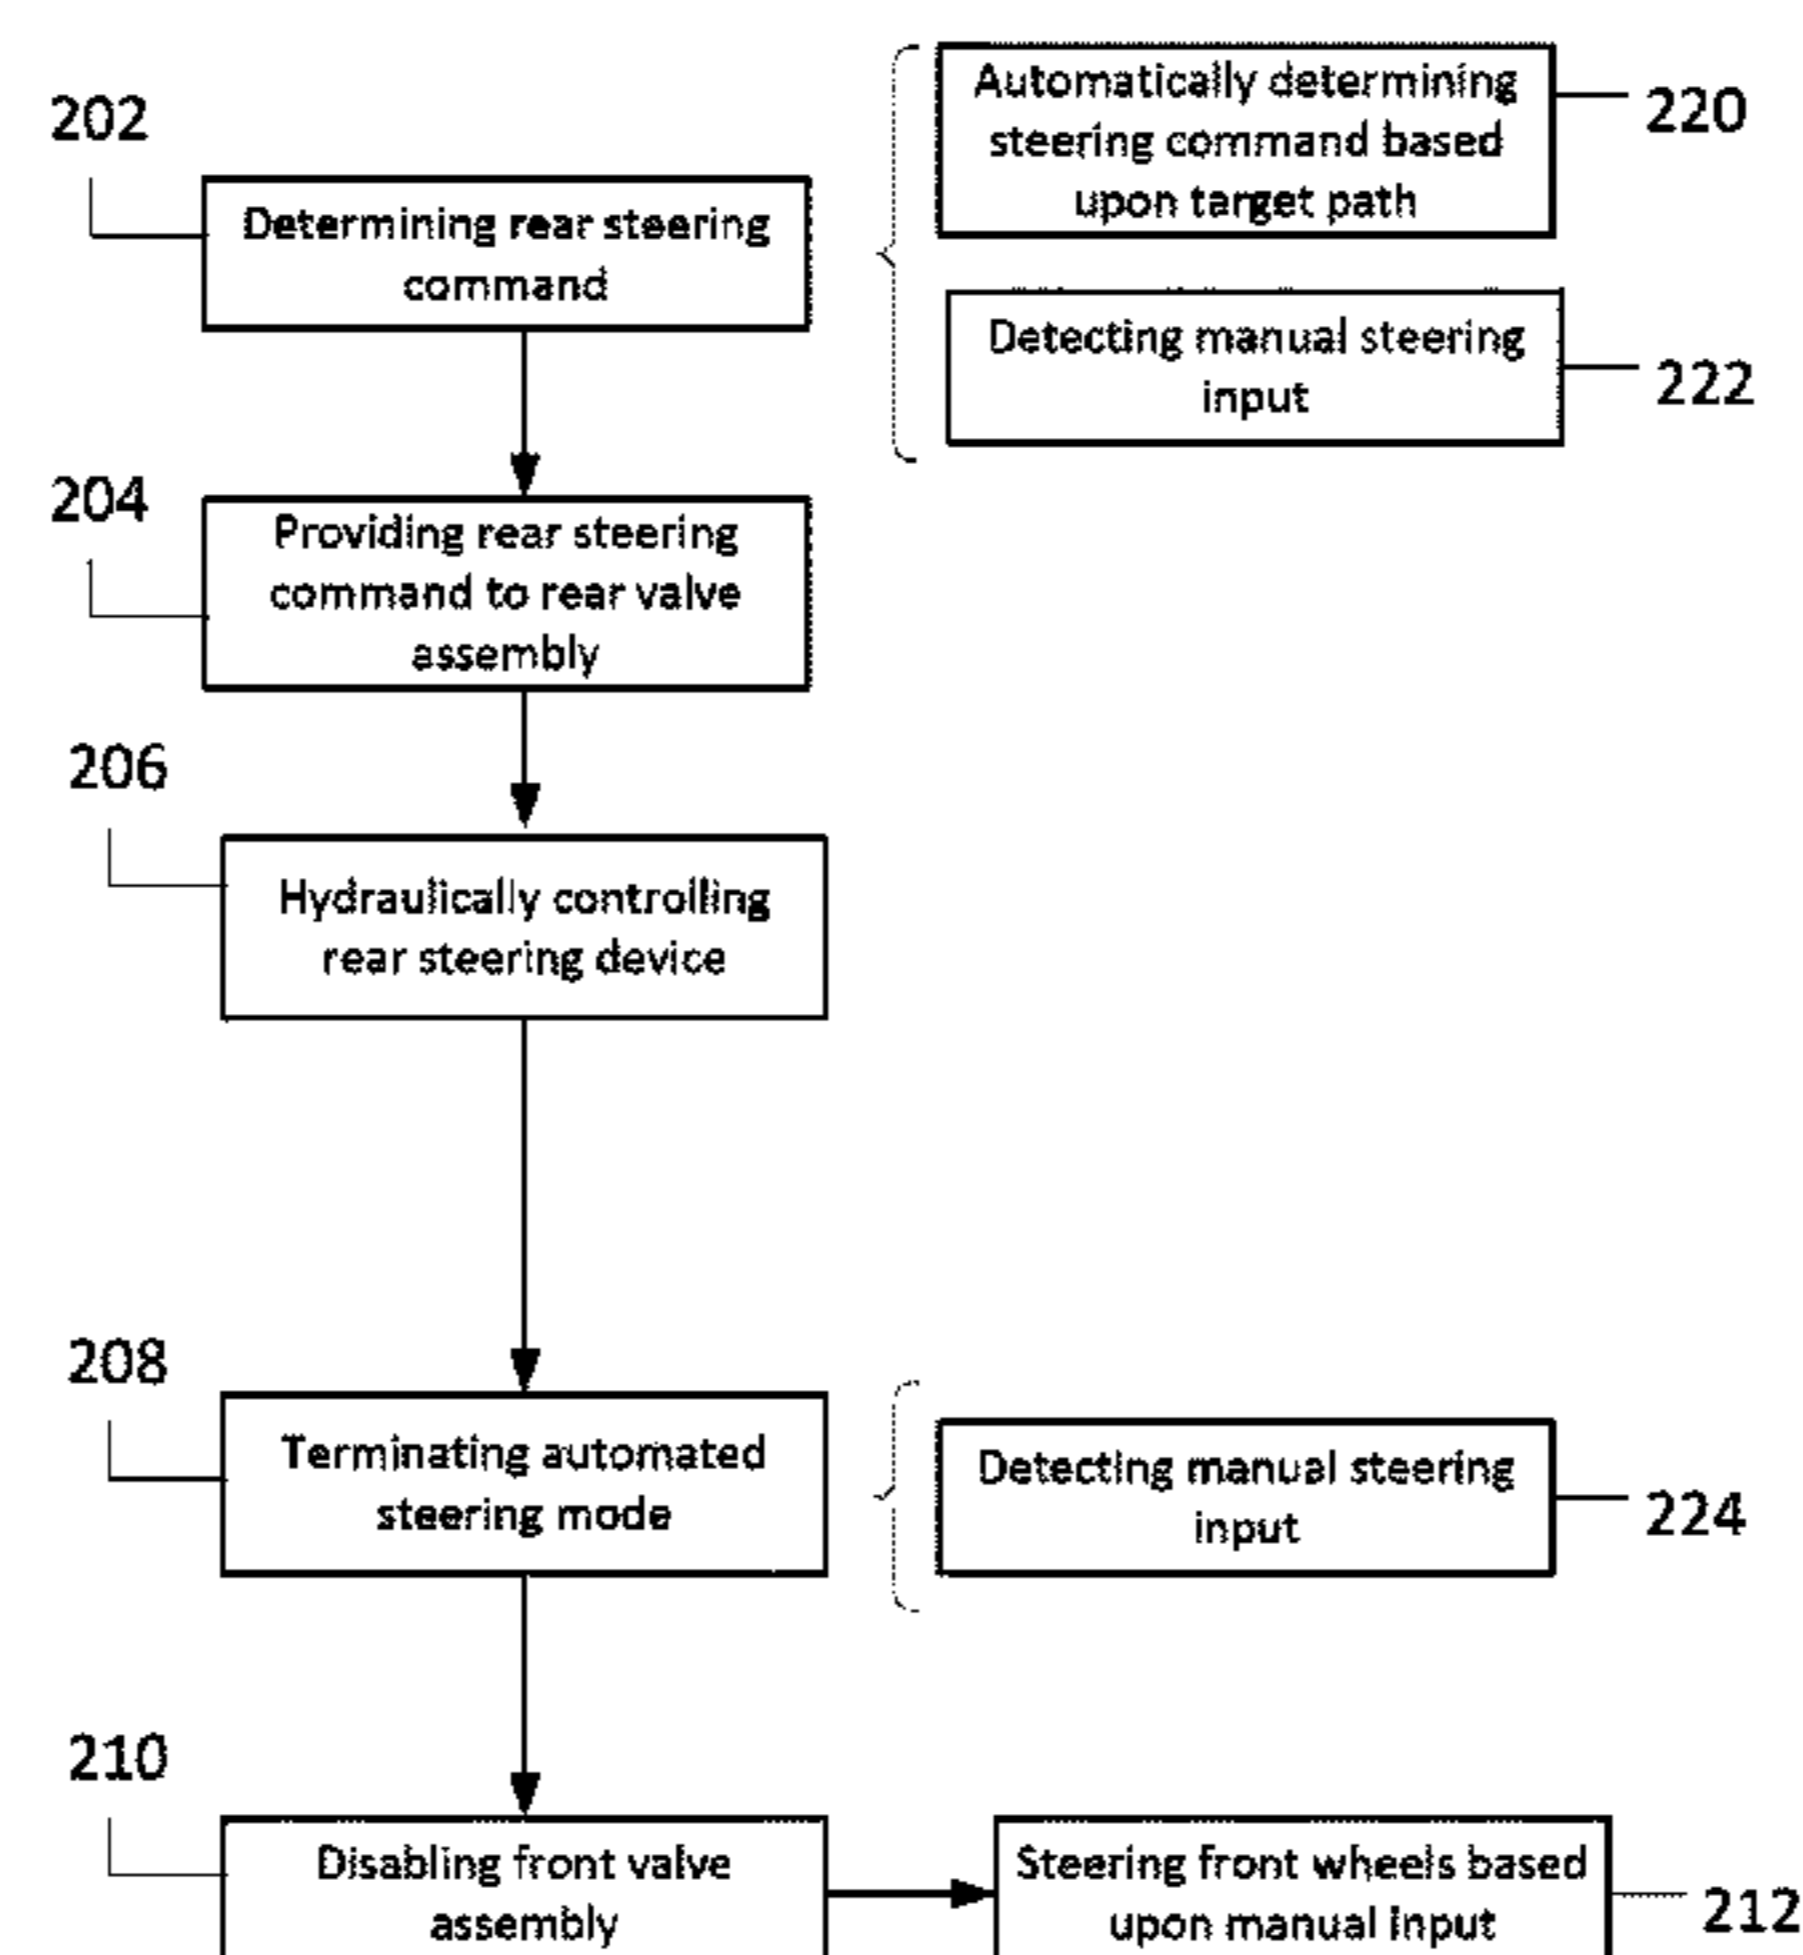 202
Determining rear steering
command
Automatically determining
steering command based
upon target path
220
Detecting manual steering
input
222
204
Providing rear steering
command to rear valve
assembly
206
Hydraulically controlling
rear steering device
208
Terminating automated
steering mode
Detecting manual steering
input
224
210
Disabling front valve
assembly
Steering front wheels based
upon manual input
212